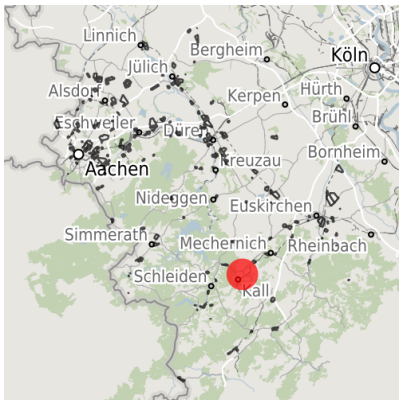 Linnich
Bergheim
Köln
Jülich
Alsdorf
Kerpen
Hürth
Eschweiler
Düren
Brühl
Bornheim
Aachen
Kreuzau
Nideggen
Euskirchen
Simmerath
Mechernich
Rheinbach
Schleiden
Kall